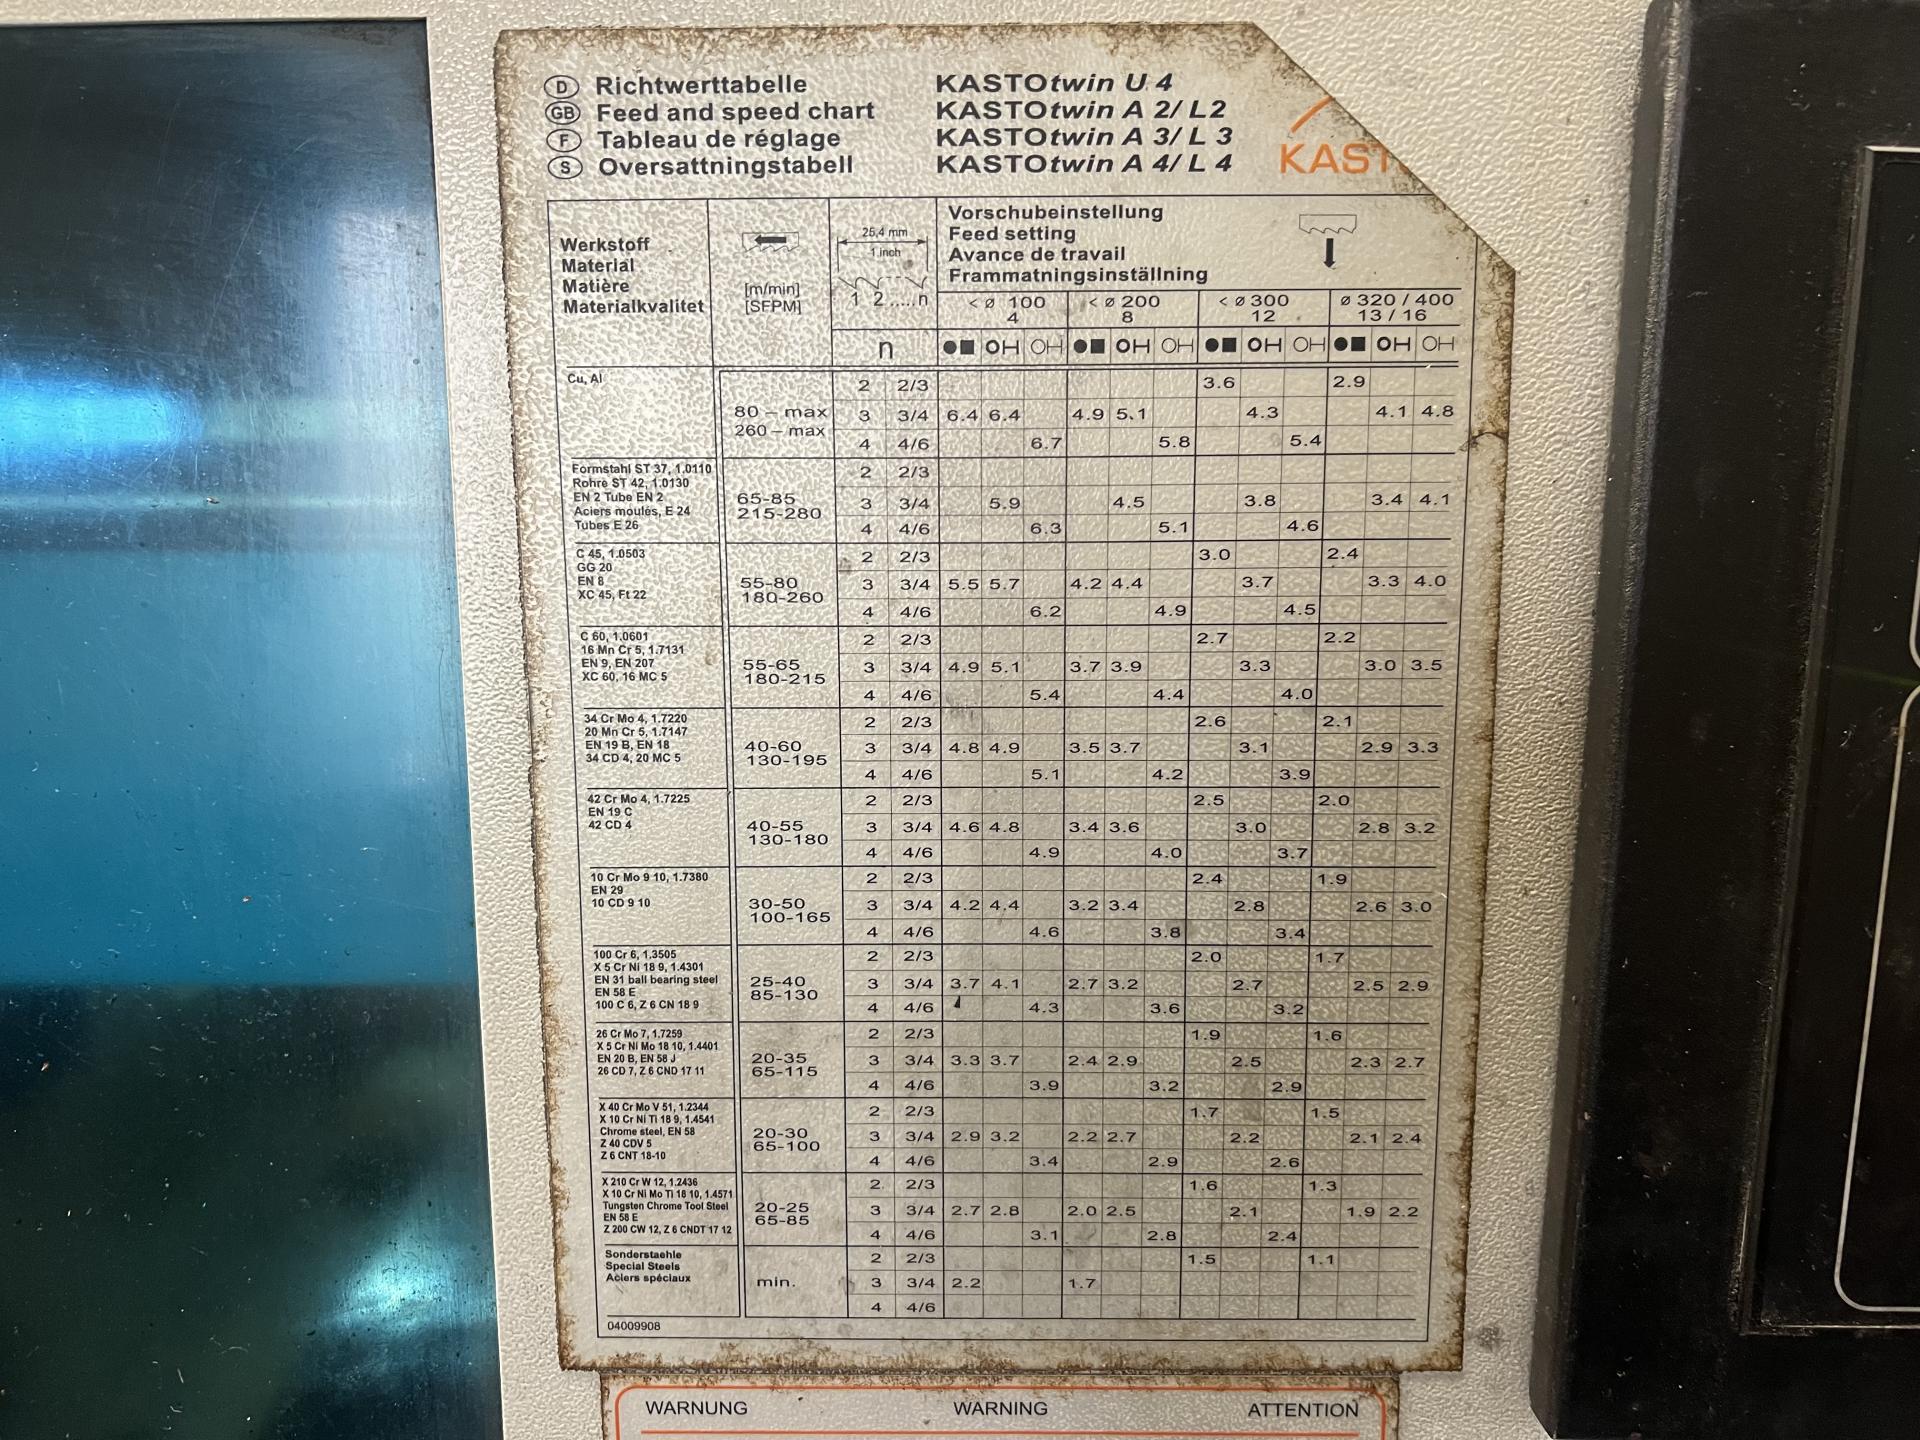 D Richtwerttabelle KASTOtwin U 4
GB Feed and speed chart KASTOtwin A 2/ L2
F Tableau de réglage KASTOtwin A 3/ L 3
S Oversattningstabell KASTOtwin A 4/ L 4
KAST
Werkstoff
Material
Matière
Materialkvalitet
[m/min]
[SFPM]
25,4 mm
1 inch
1 2.....n
n
Vorschubeinstellung
Feed setting
Avance de travail
Frammatningsinställning
< ø 100 < ø 200 < ø 300 ø 320 / 400
4 8 12 13 / 16
Cu, Al
80 – max
260 – max
2 2/3 3.6 2.9
3 3/4 6.4 6.4 4.9 5.1 4.3 4.1 4.8
4 4/6 6.7 5.8 5.4
Formstahl ST 37, 1.0110
Rohre ST 42, 1.0130
EN 2 Tube EN 2
Aciers moulés, E 24
Tubes E 26
65-85
215-280
2 2/3
3 3/4 5.9 4.5 3.8 3.4 4.1
4 4/6 6.3 5.1 4.6
C 45, 1.0503
GG 20
EN 8
XC 45, Ft 22
55-80
180-260
2 2/3 3.0 2.4
3 3/4 5.5 5.7 4.2 4.4 3.7 3.3 4.0
4 4/6 6.2 4.9 4.5
C 60, 1.0601
16 Mn Cr 5, 1.7131
EN 9, EN 207
XC 60, 16 MC 5
55-65
180-215
2 2/3 2.7 2.2
3 3/4 4.9 5.1 3.7 3.9 3.3 3.0 3.5
4 4/6 5.4 4.4 4.0
34 Cr Mo 4, 1.7220
20 Mn Cr 5, 1.7147
EN 19 B, EN 18
34 CD 4, 20 MC 5
40-60
130-195
2 2/3 2.6 2.1
3 3/4 4.8 4.9 3.5 3.7 3.1 2.9 3.3
4 4/6 5.1 4.2 3.9
42 Cr Mo 4, 1.7225
EN 19 C
42 CD 4
40-55
130-180
2 2/3 2.5 2.0
3 3/4 4.6 4.8 3.4 3.6 3.0 2.8 3.2
4 4/6 4.9 4.0 3.7
10 Cr Mo 9 10, 1.7380
EN 29
10 CD 9 10
30-50
100-165
2 2/3 2.4 1.9
3 3/4 4.2 4.4 3.2 3.4 2.8 2.6 3.0
4 4/6 4.6 3.8 3.4
100 Cr 6, 1.3505
X 5 Cr Ni 18 9, 1.4301
EN 31 ball bearing steel
EN 58 E
100 C 6, Z 6 CN 18 9
25-40
85-130
2 2/3 2.0 1.7
3 3/4 3.7 4.1 2.7 3.2 2.7 2.5 2.9
4 4/6 4.3 3.6 3.2
26 Cr Mo 7, 1.7259
X 5 Cr Ni Mo 18 10, 1.4401
EN 20 B, EN 58 J
26 CD 7, Z 6 CND 17 11
20-35
65-115
2 2/3 1.9 1.6
3 3/4 3.3 3.7 2.4 2.9 2.5 2.3 2.7
4 4/6 3.9 3.2 2.9
X 40 Cr Mo V 51, 1.2344
X 10 Cr Ni Ti 18 9, 1.4541
Chrome steel, EN 58
Z 40 CDV 5
Z 6 CNT 18-10
20-30
65-100
2 2/3 1.7 1.5
3 3/4 2.9 3.2 2.2 2.7 2.2 2.1 2.4
4 4/6 3.4 2.9 2.6
X 210 Cr W 12, 1.2436
X 10 Cr Ni Mo Ti 18 10, 1.4571
Tungsten Chrome Tool Steel
EN 58 E
Z 200 CW 12, Z 6 CNDT 17 12
20-25
65-85
2 2/3 1.6 1.3
3 3/4 2.7 2.8 2.0 2.5 2.1 1.9 2.2
4 4/6 3.1 2.8 2.4
Sonderstaehle
Special Steels
Aciers spéciaux
min.
2 2/3 1.5 1.1
3 3/4 2.2 1.7
4 4/6
04009908
WARNUNG WARNING ATTENTION